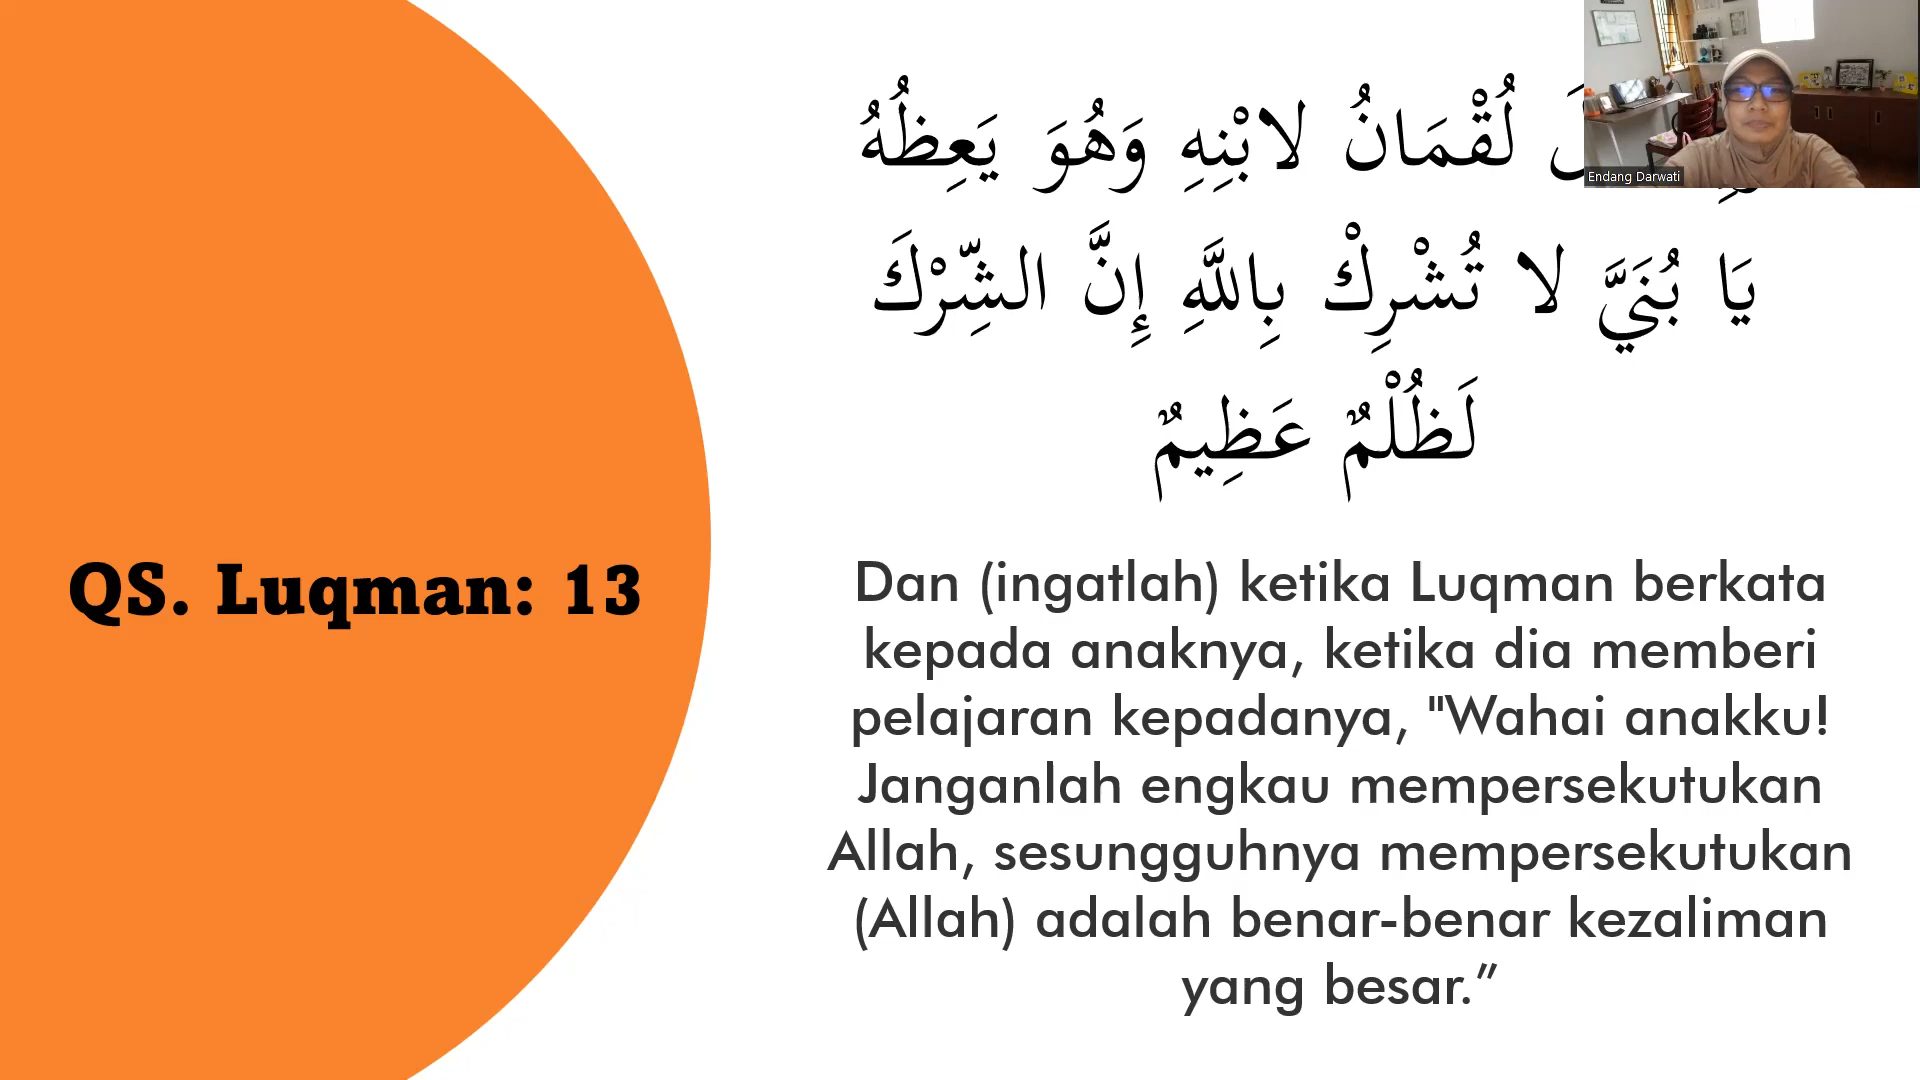 QS. Luqman: 13
لُقْمَانُ لابْنِهِ وَهُوَ يَعِظُهُ
يَا بُنَيَّ لا تُشْرِكْ بِاللَّهِ إِنَّ الشِّرْكَ
لَظُلْمٌ عَظِيمٌ
Dan (ingatlah) ketika Luqman berkata
kepada anaknya, ketika dia memberi
pelajaran kepadanya, "Wahai anakku!
Janganlah engkau mempersekutukan
Allah, sesungguhnya mempersekutukan
(Allah) adalah benar-benar kezaliman
yang besar.”
Endang Darwati